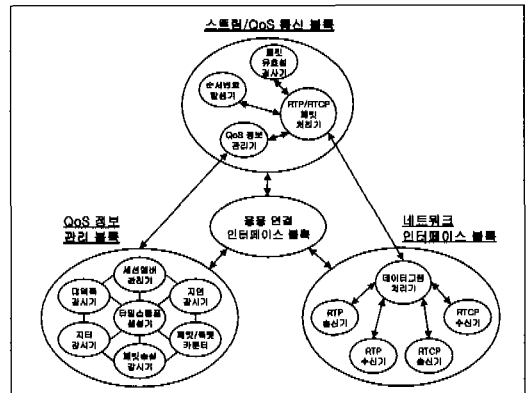 스트림/QoS 통신 블록
패킷
유효성
검사기
순서번호
발생기
RTP/RTCP
패킷
처리기
QoS 정보
관리기
QoS 정보
관리 블록
응용 연결
인터페이스 블록
네트워크
인터페이스 블록
세션멤버
관리기
대역폭
감시기
지연
감시기
타임스탬프
생성기
지터
감시기
패킷/옥텟
카운터
패킷손실
감시기
데이터그램
처리기
RTP
송신기
RTP
수신기
RTCP
송신기
RTCP
수신기